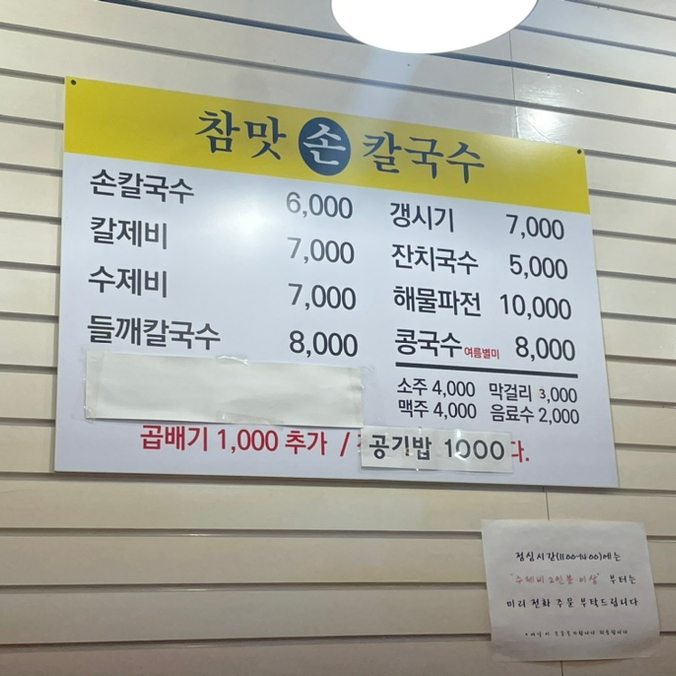 참맛 손 칼국수
손칼국수 6,000
칼제비 7,000
수제비 7,000
들깨칼국수 8,000
갱시기 7,000
잔치국수 5,000
해물파전 10,000
콩국수 여름별미 8,000
소주 4,000 막걸리 3,000
맥주 4,000 음료수 2,000
곱배기 1,000 추가 / 공기밥 1000 다.
점심시간(11:00-14:00)에는
"수제비 2인분 이상" 부터는
미리 전화 주문 부탁드립니다